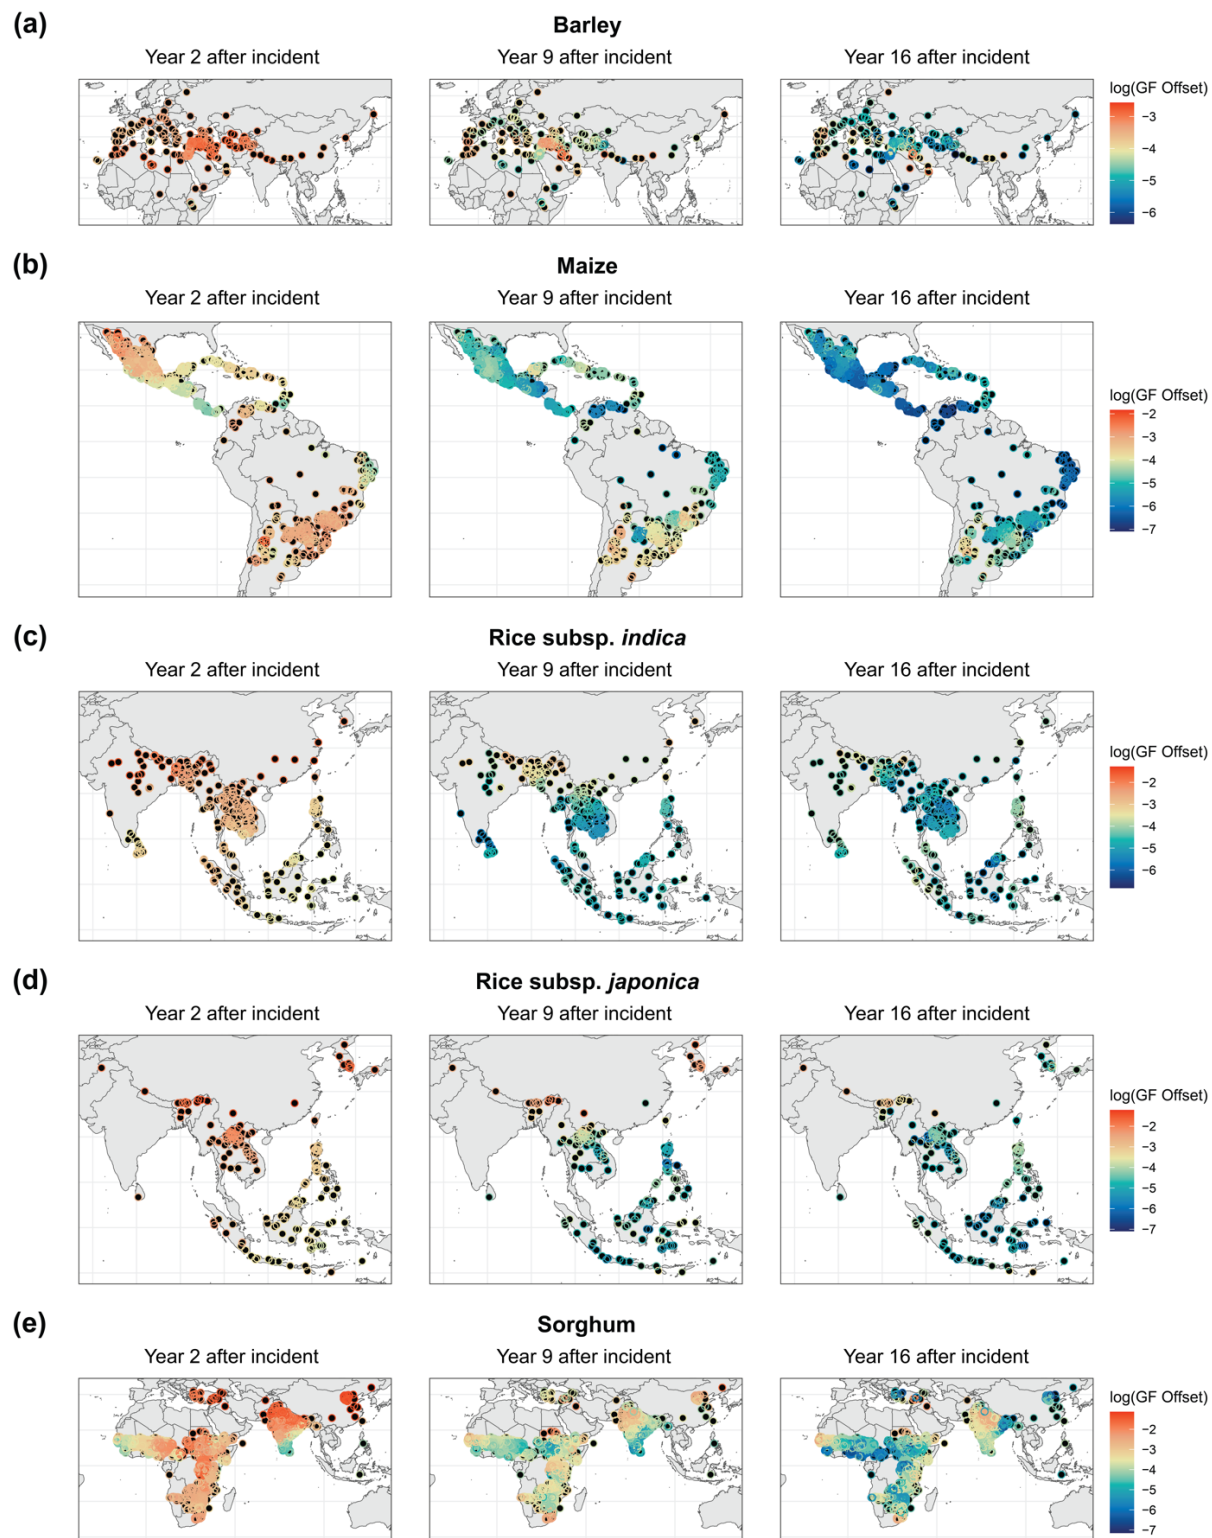 (a)
Barley
Year 2 after incident
Year 9 after incident
Year 16 after incident
log(GF Offset)
−3
−4
−5
−6
(b)
Maize
Year 2 after incident
Year 9 after incident
Year 16 after incident
log(GF Offset)
−2
−3
−4
−5
−6
−7
(c)
Rice subsp. indica
Year 2 after incident
Year 9 after incident
Year 16 after incident
log(GF Offset)
−2
−3
−4
−5
−6
(d)
Rice subsp. japonica
Year 2 after incident
Year 9 after incident
Year 16 after incident
log(GF Offset)
−2
−3
−4
−5
−6
−7
(e)
Sorghum
Year 2 after incident
Year 9 after incident
Year 16 after incident
log(GF Offset)
−2
−3
−4
−5
−6
−7